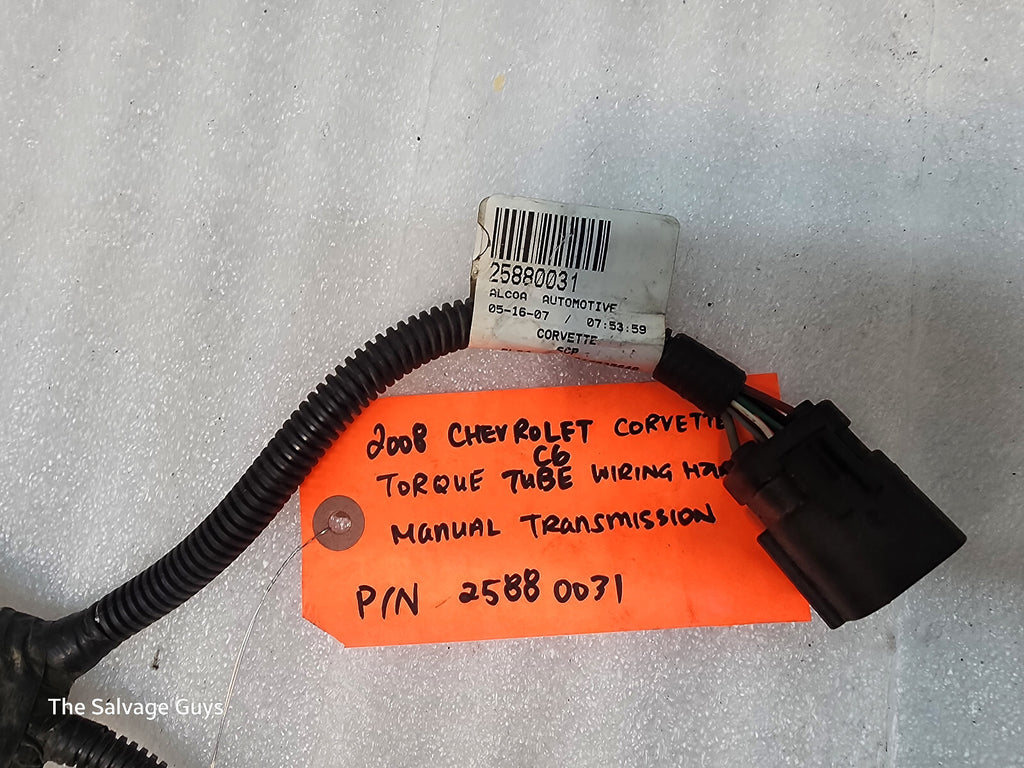 25880031
ALCOA AUTOMOTIVE
05-16-07 / 07:53:59
CORVETTE
2008 CHEVROLET CORVETTE
C6
TORQUE TUBE WIRING
MANUAL TRANSMISSION
P/N 2588 0031
The Salvage Guys